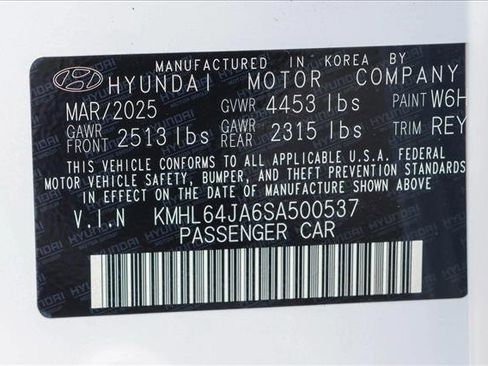 MANUFACTURED IN KOREA BY
HYUNDAI MOTOR COMPANY
MAR/2025 GVWR 4453 lbs PAINT W6H
GAWR FRONT 2513 lbs GAWR REAR 2315 lbs TRIM REY
THIS VEHICLE CONFORMS TO ALL APPLICABLE U.S.A. FEDERAL
MOTOR VEHICLE SAFETY, BUMPER, AND THEFT PREVENTION STANDARDS
IN EFFECT ON THE DATE OF MANUFACTURE SHOWN ABOVE
V.I.N KMHL64JA6SA500537
PASSENGER CAR